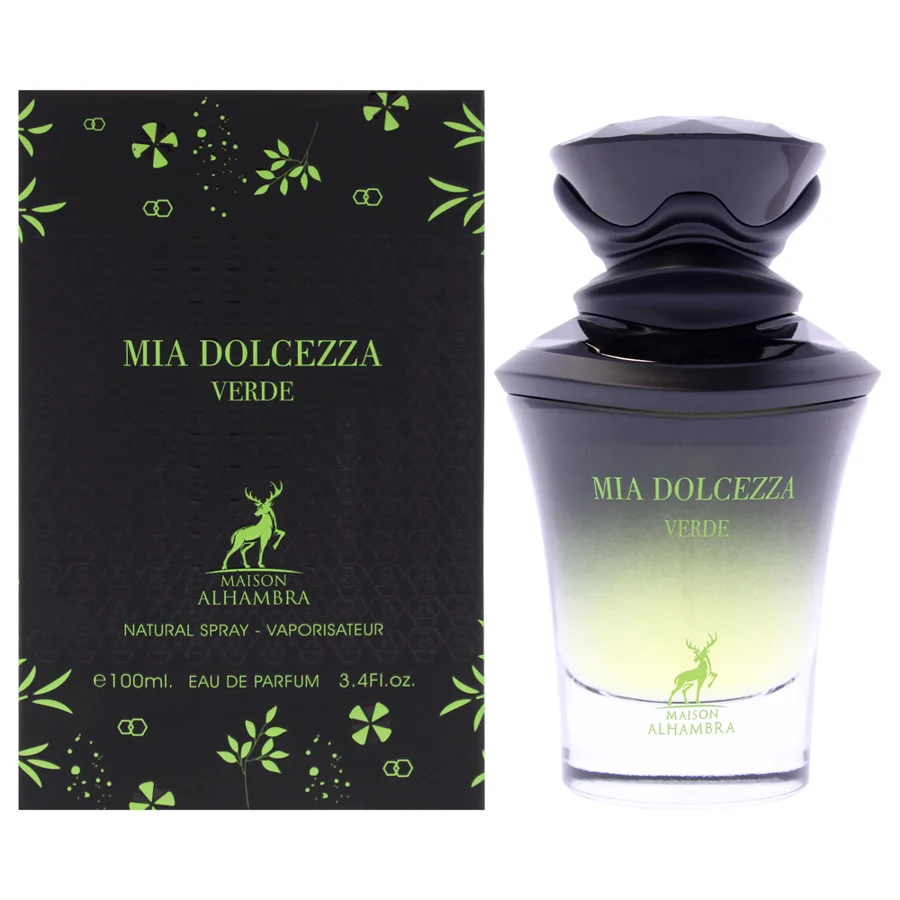 MIA DOLCEZZA
VERDE
MAISON
ALHAMBRA
NATURAL SPRAY - VAPORISATEUR
℮100ml. EAU DE PARFUM 3.4Fl.oz.
MIA DOLCEZZA
VERDE
MAISON
ALHAMBRA